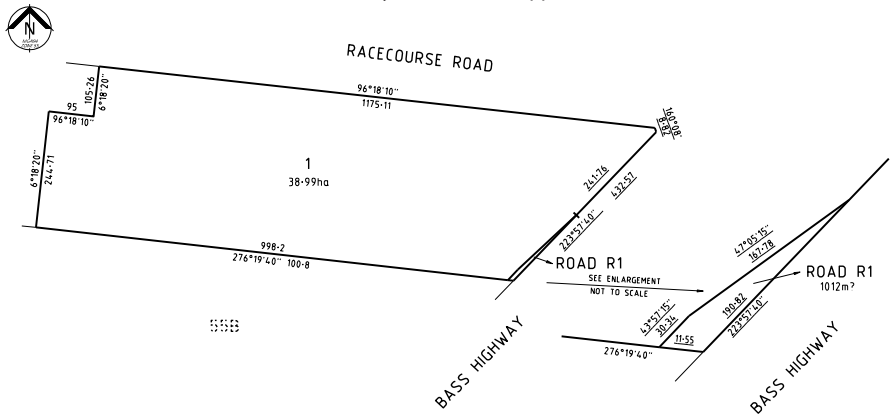 N
RACECOURSE ROAD
96°18'10"
1175·11
105·26
6°18'20"
95
96°18'10"
160°08'
8·82
6°18'20"
244·71
1
38·99ha
241·76
432·57
223°57'40"
998·2
276°19'40" 100·8
ROAD R1
SEE ENLARGEMENT
NOT TO SCALE
BASS HIGHWAY
47°05'15"
167·78
ROAD R1
1012m?
190·82
223°57'40"
43°57'15"
30·34
11·55
276°19'40"
BASS HIGHWAY